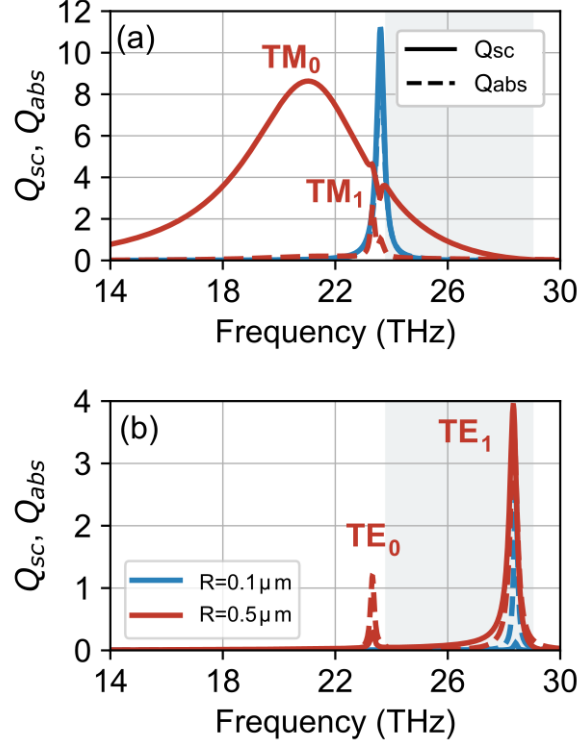 (a)
TM₀
Qsc
Qabs
TM₁
Qsc, Qabs
12
10
8
6
4
2
0
14 18 22 26 30
Frequency (THz)
(b)
TE₁
TE₀
R=0.1μm
R=0.5μm
Qsc, Qabs
4
3
2
1
0
14 18 22 26 30
Frequency (THz)